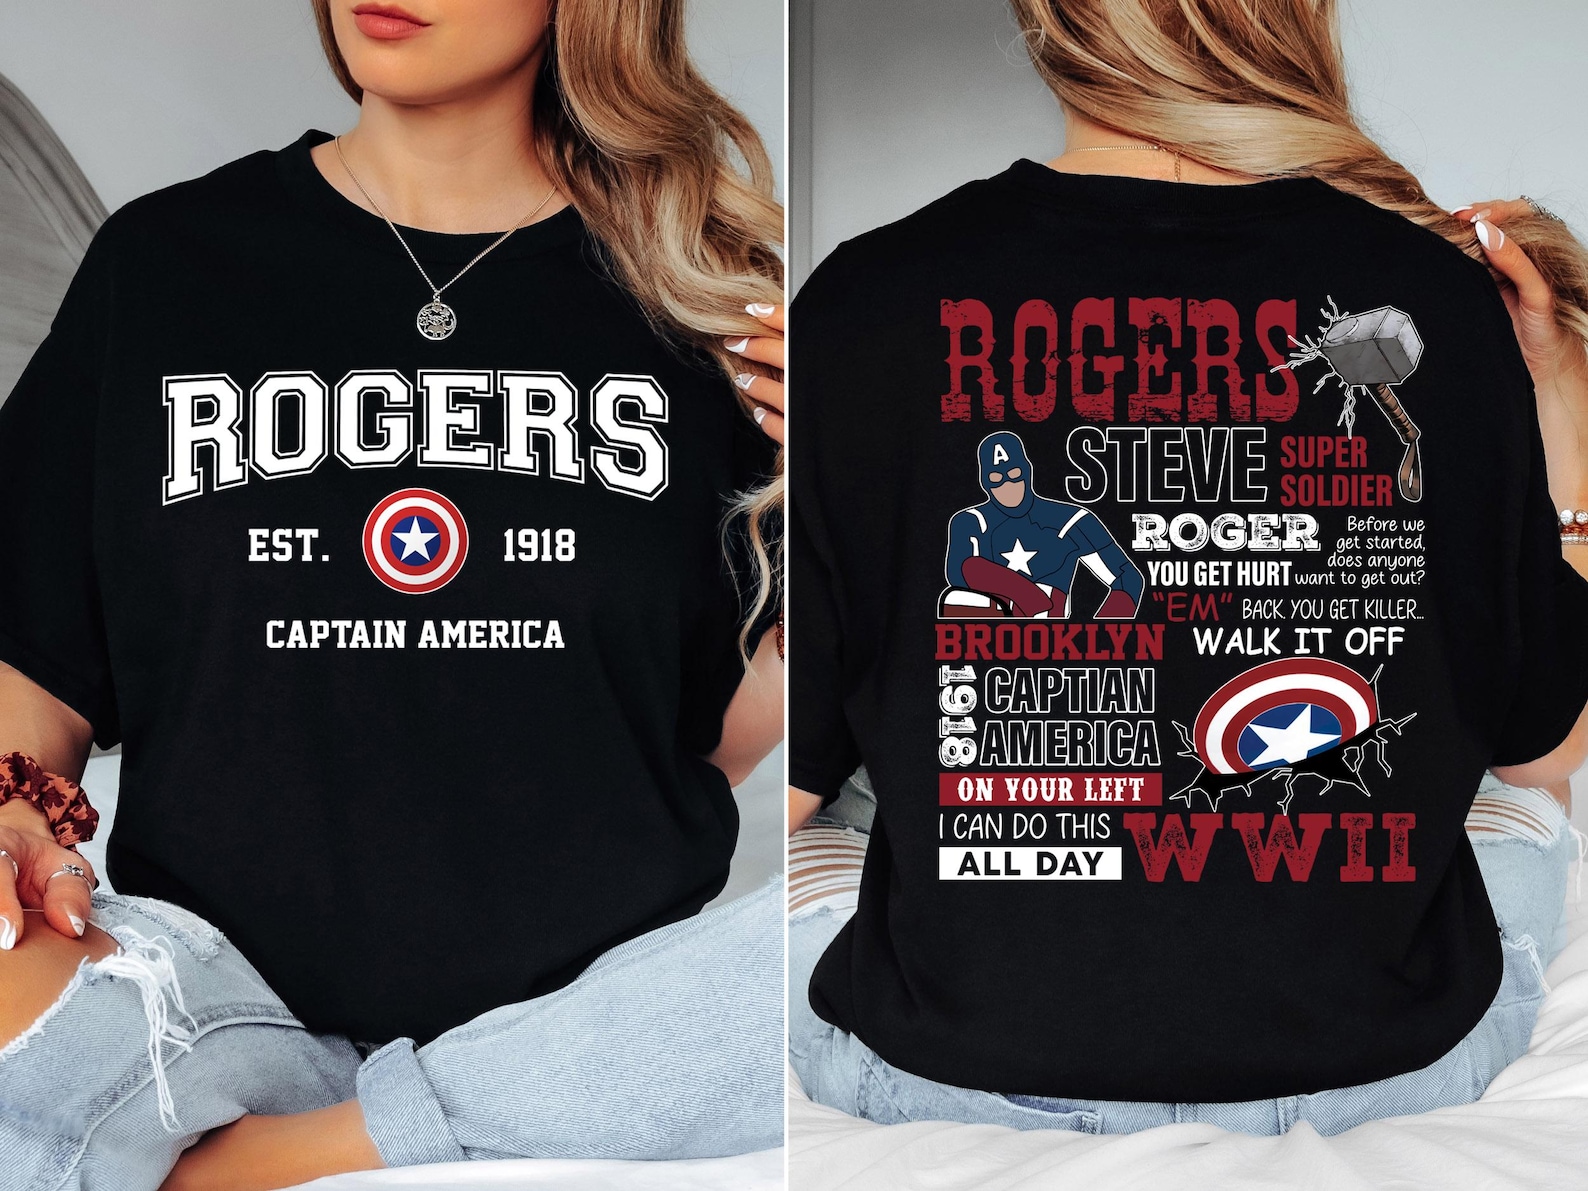 ROGERS
EST. 1918
CAPTAIN AMERICA
ROGERS
A
STEVE
SUPER
SOLDIER
ROGER
Before we
get started,
does anyone
want to get out?
YOU GET HURT
"EM" BACK. YOU GET KILLER...
BROOKLYN
WALK IT OFF
1918
CAPTIAN
AMERICA
ON YOUR LEFT
I CAN DO THIS
ALL DAY
WWII